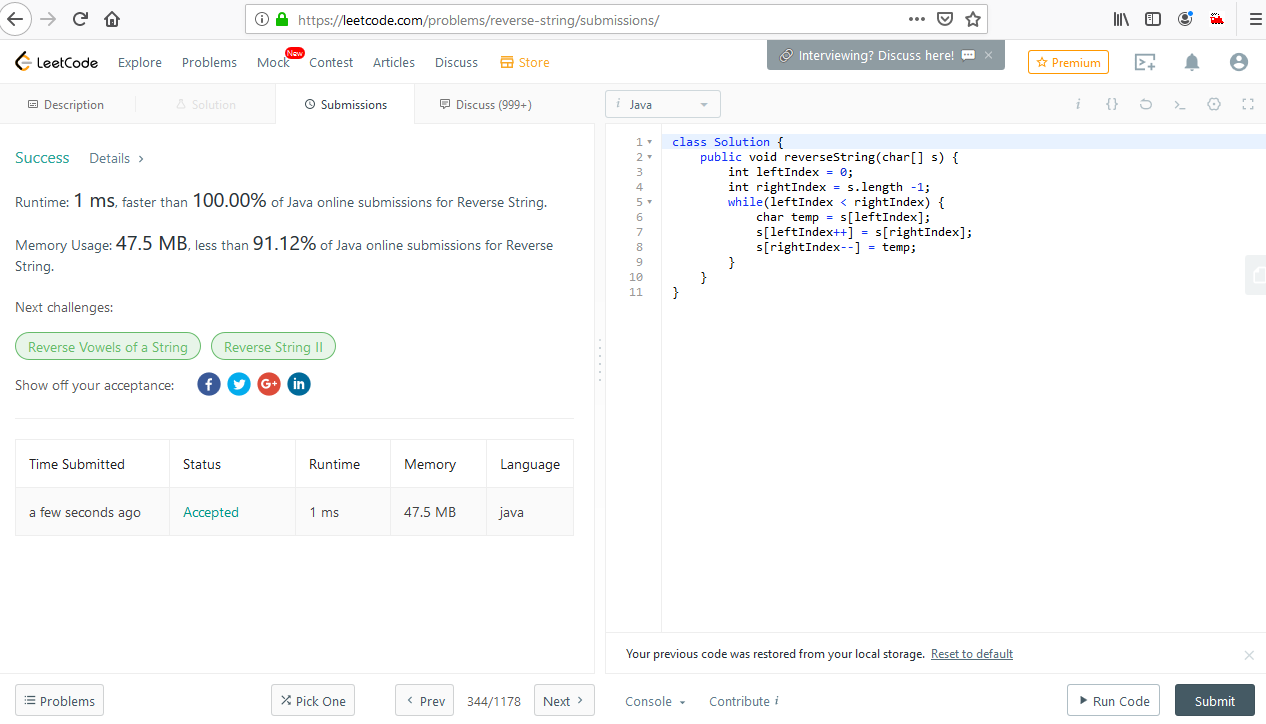 https://leetcode.com/problems/reverse-string/submissions/
LeetCode Explore Problems Mock New Contest Articles Discuss Store Interviewing? Discuss here! Premium
Description Solution Submissions Discuss (999+)
Success Details
Runtime: 1 ms, faster than 100.00% of Java online submissions for Reverse String.
Memory Usage: 47.5 MB, less than 91.12% of Java online submissions for Reverse
String.
Next challenges:
Reverse Vowels of a String Reverse String II
Show off your acceptance:
Time Submitted Status Runtime Memory Language
a few seconds ago Accepted 1 ms 47.5 MB java
Problems Pick One Prev 344/1178 Next
i Java
1 class Solution {
2 public void reverseString(char[] s) {
3 int leftIndex = 0;
4 int rightIndex = s.length -1;
5 while(leftIndex < rightIndex) {
6 char temp = s[leftIndex];
7 s[leftIndex++] = s[rightIndex];
8 s[rightIndex--] = temp;
9 }
10 }
11 }
Your previous code was restored from your local storage. Reset to default
Console Contribute i Run Code Submit